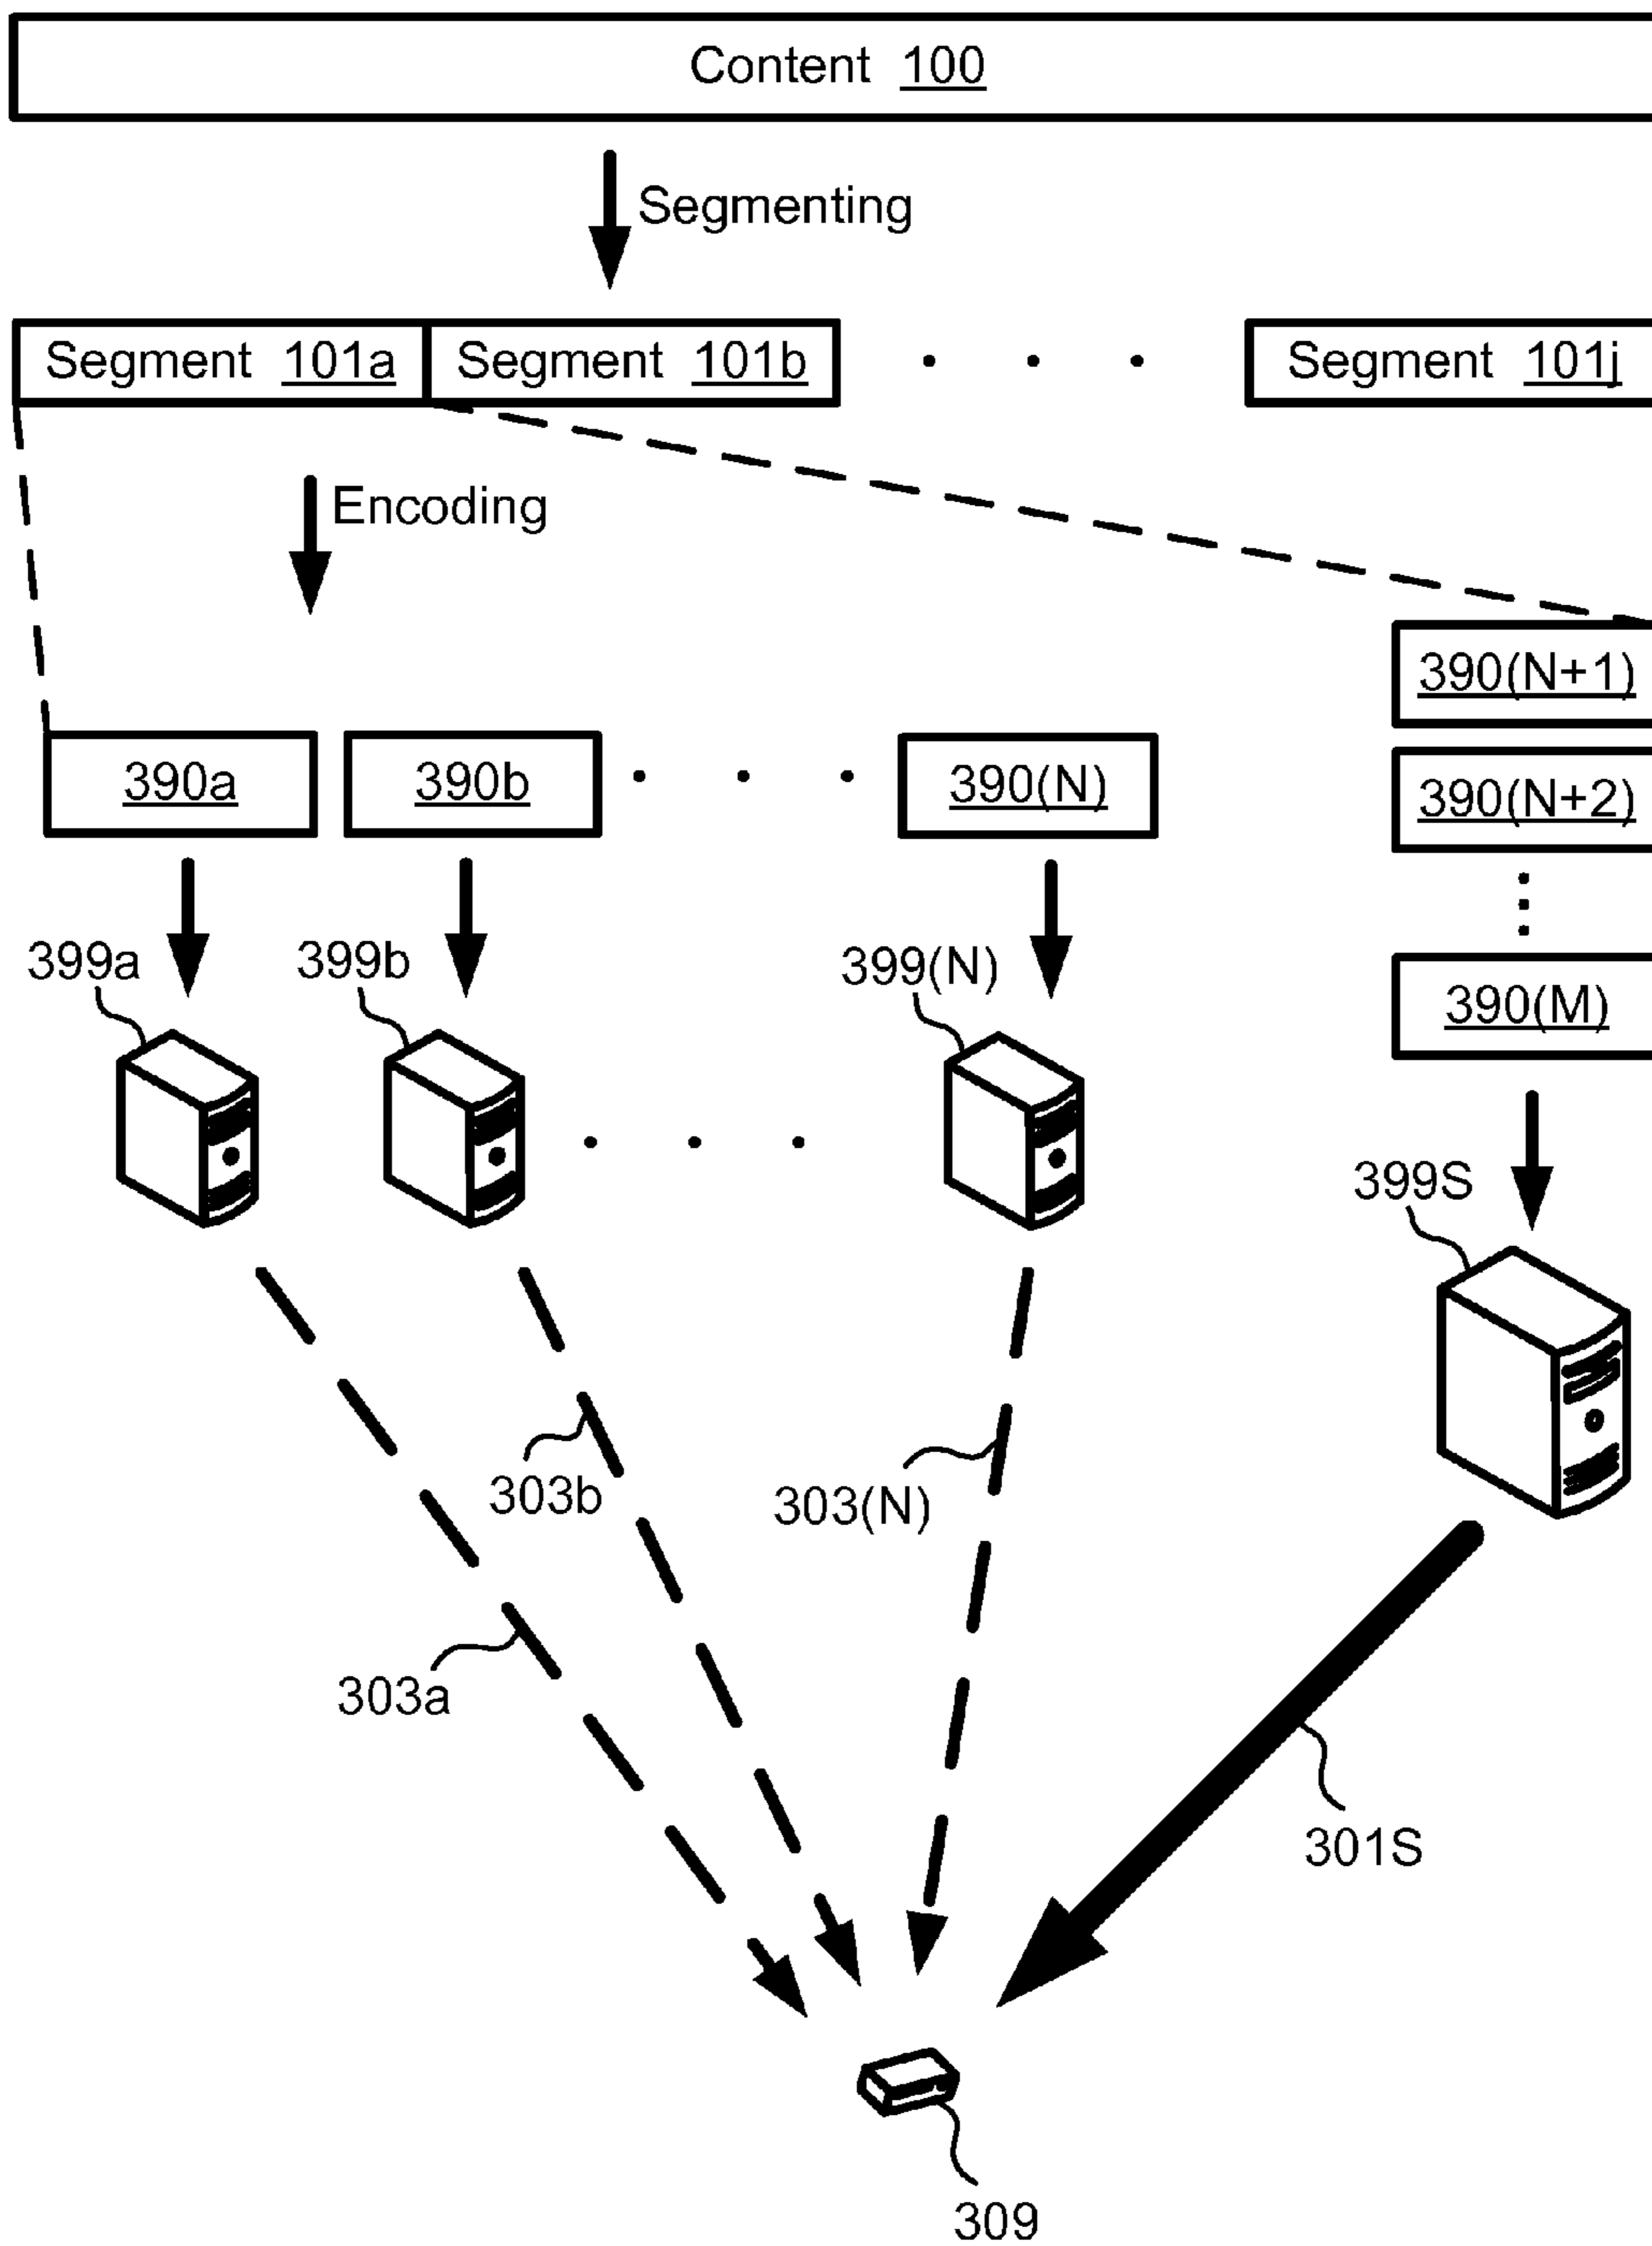 Content 100
Segmenting
Segment 101a
Segment 101b
Segment 101j
Encoding
390(N+1)
390a
390b
390(N)
390(N+2)
399a
399b
399(N)
390(M)
399S
303b
303(N)
303a
301S
309